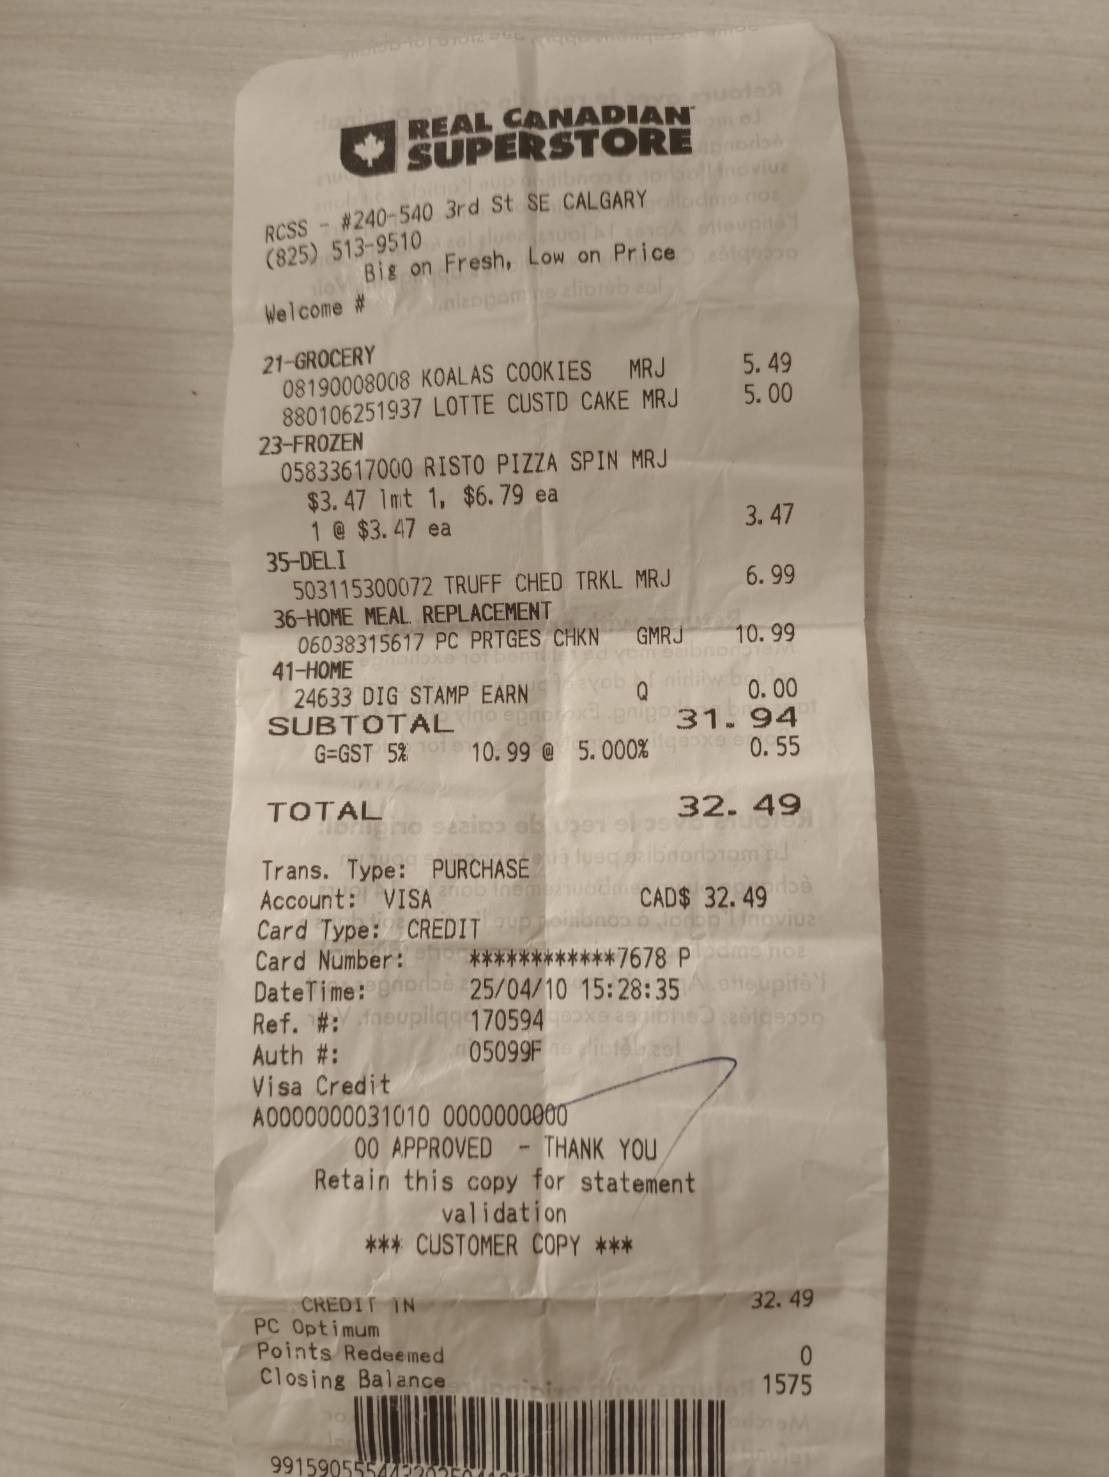 REAL CANADIAN
SUPERSTORE
RCSS - #240-540 3rd St SE CALGARY
(825) 513-9510
Big on Fresh, Low on Price
Welcome #
21-GROCERY
08190008008 KOALAS COOKIES MRJ 5.49
880106251937 LOTTE CUSTD CAKE MRJ 5.00
23-FROZEN
05833617000 RISTO PIZZA SPIN MRJ
$3.47 lmt 1, $6.79 ea
1 @ $3.47 ea 3.47
35-DELI
503115300072 TRUFF CHED TRKL MRJ 6.99
36-HOME MEAL REPLACEMENT
06038315617 PC PRTGES CHKN GMRJ 10.99
41-HOME
24633 DIG STAMP EARN Q 0.00
SUBTOTAL 31.94
G=GST 5% 10.99 @ 5.000% 0.55
TOTAL 32.49
Trans. Type: PURCHASE
Account: VISA CAD$ 32.49
Card Type: CREDIT
Card Number: ************7678 P
DateTime: 25/04/10 15:28:35
Ref. #: 170594
Auth #: 05099F
Visa Credit
A0000000031010 0000000000
00 APPROVED - THANK YOU
Retain this copy for statement
validation
*** CUSTOMER COPY ***
CREDIT TN 32.49
PC Optimum
Points Redeemed 0
Closing Balance 1575